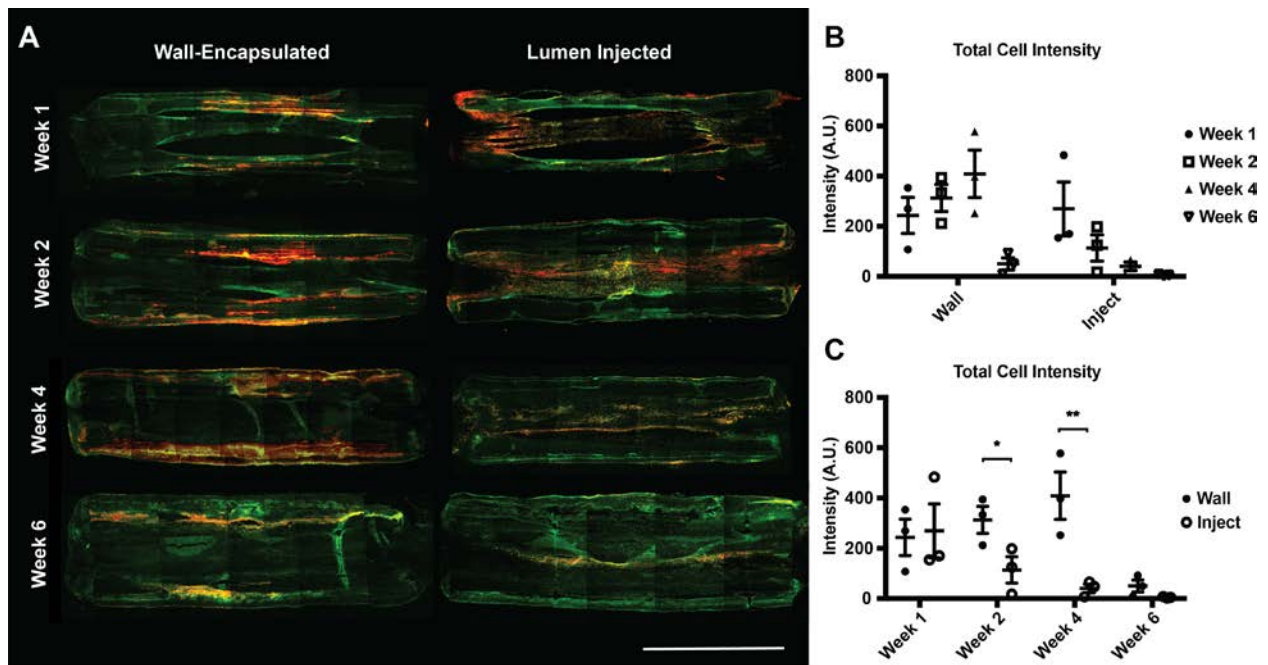 A
Wall-Encapsulated
Lumen Injected
Week 1
Week 2
Week 4
Week 6
B
Total Cell Intensity
Intensity (A.U.)
800
600
400
200
0
Wall
Inject
Week 1
Week 2
Week 4
Week 6
C
Total Cell Intensity
Intensity (A.U.)
800
600
400
200
0
*
**
Week 1
Week 2
Week 4
Week 6
Wall
Inject